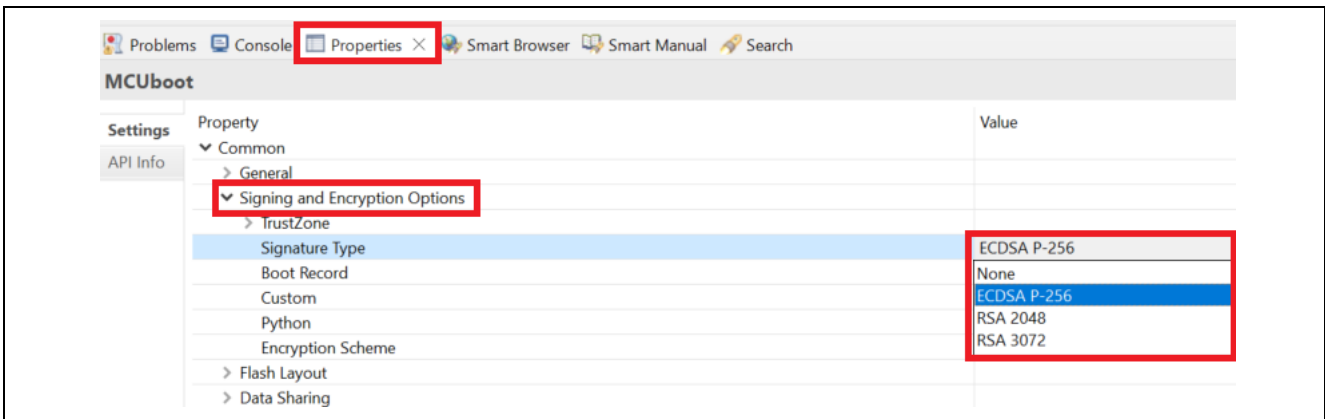 Problems Console Properties Smart Browser Smart Manual Search
MCUboot
Settings
API Info
Property Value
Common
General
Signing and Encryption Options
TrustZone
Signature Type ECDSA P-256
Boot Record None
Custom ECDSA P-256
Python RSA 2048
Encryption Scheme RSA 3072
Flash Layout
Data Sharing